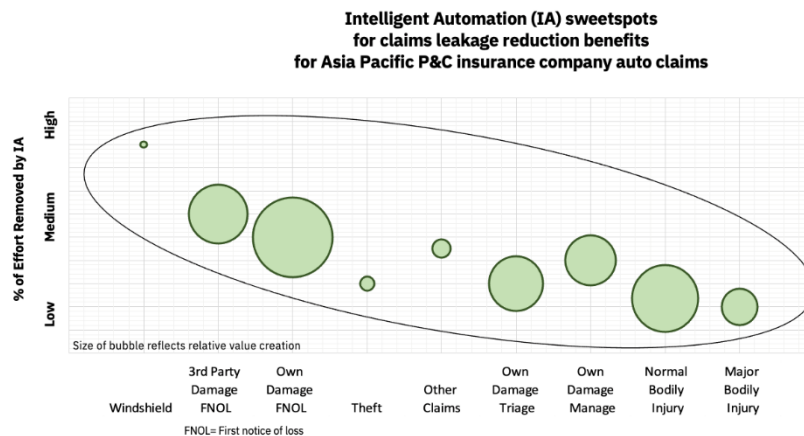 Intelligent Automation (IA) sweetspots
for claims leakage reduction benefits
for Asia Pacific P&C insurance company auto claims
% of Effort Removed by IA
High
Medium
Low
Size of bubble reflects relative value creation
Windshield
3rd Party
Damage
FNOL
Own
Damage
FNOL
Theft
Other
Claims
Own
Damage
Triage
Own
Damage
Manage
Normal
Bodily
Injury
Major
Bodily
Injury
FNOL= First notice of loss